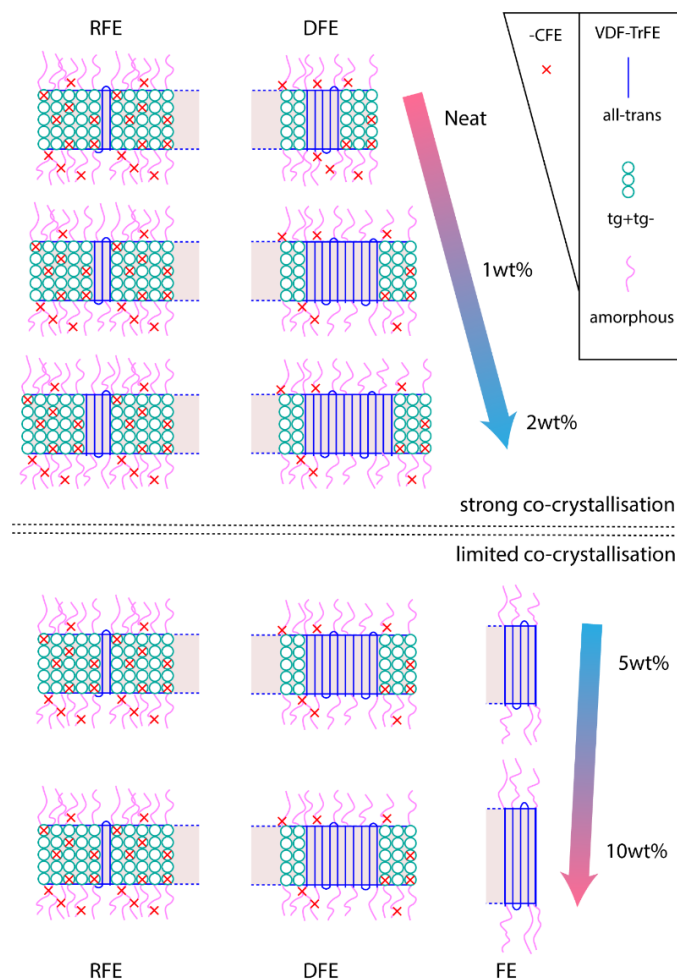 RFE
DFE
-CFE
VDF-TrFE
all-trans
tg+tg-
amorphous
Neat
1wt%
2wt%
strong co-crystallisation
limited co-crystallisation
5wt%
10wt%
RFE
DFE
FE